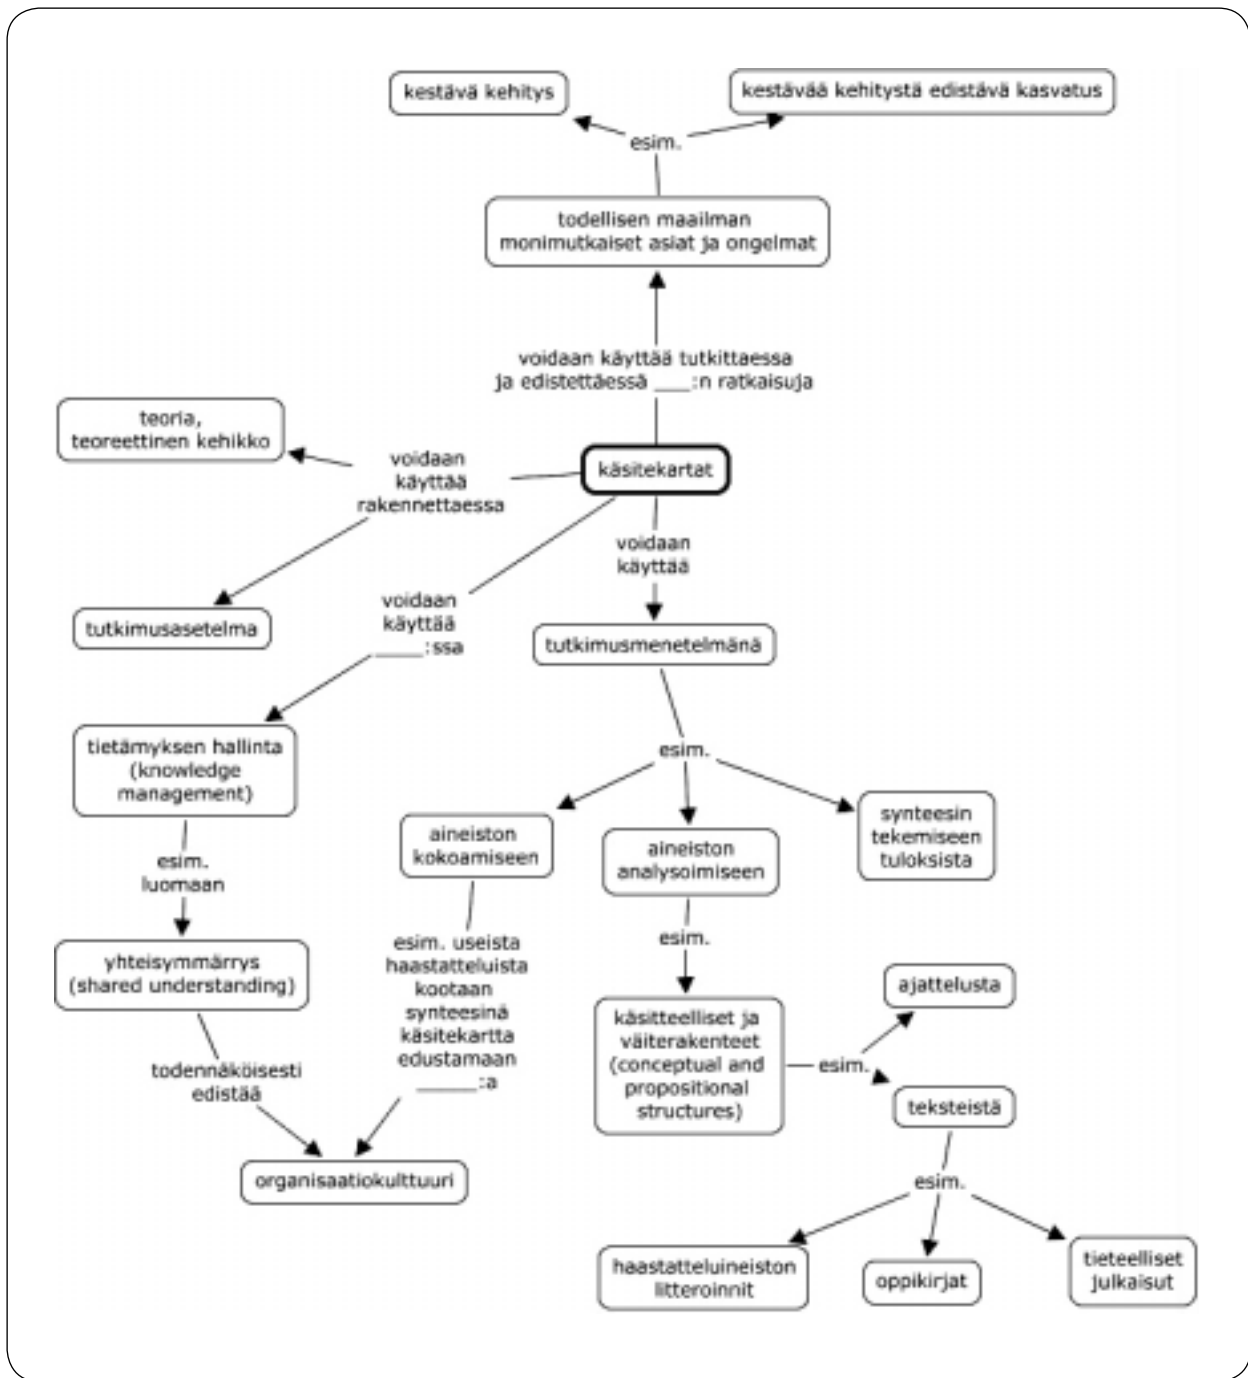 kestävä kehitys
kestävää kehitystä edistävä kasvatus
esim.
todellisen maailman
monimutkaiset asiat ja ongelmat
voidaan käyttää tutkittaessa
ja edistettäessä ___:n ratkaisuja
teoria,
teoreettinen kehikko
voidaan
käyttää
rakennettaessa
käsitekartat
voidaan
käyttää
tutkimusasetelma
voidaan
käyttää
____:ssa
tutkimusmenetelmänä
tietämyksen hallinta
(knowledge
management)
esim.
aineiston
kokoamiseen
aineiston
analysoimiseen
synteesin
tekemiseen
tuloksista
esim.
luomaan
yhteisymmärrys
(shared understanding)
esim. useista
haastatteluista
kootaan
synteesinä
käsitekartta
edustamaan
_____:a
esim.
käsitteelliset ja
väiterakenteet
(conceptual and
propositional
structures)
esim.
ajattelusta
teksteistä
todennäköisesti
edistää
organisaatiokulttuuri
esim.
haastatteluineiston
litteroinnit
oppikirjat
tieteelliset
julkaisut